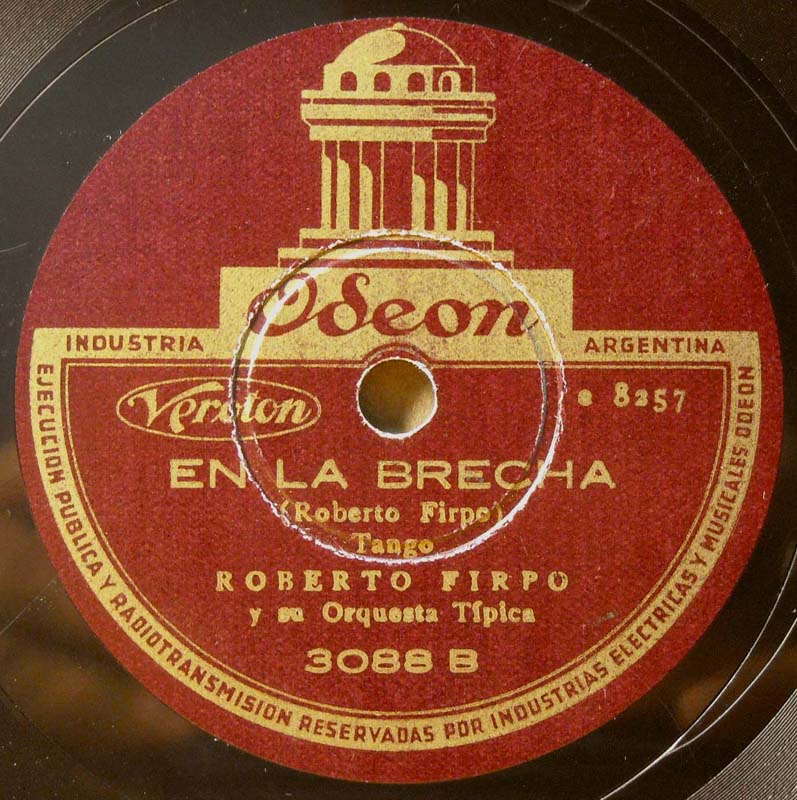 Odeon
INDUSTRIA ARGENTINA
Veroton
e 8257
EN LA BRECHA
(Roberto Firpo)
Tango
ROBERTO FIRPO
y su Orquesta Típica
3088 B
EJECUCION PUBLICA Y RADIOTRANSMISION RESERVADAS POR INDUSTRIAS ELECTRICAS Y MUSICALES ODEON